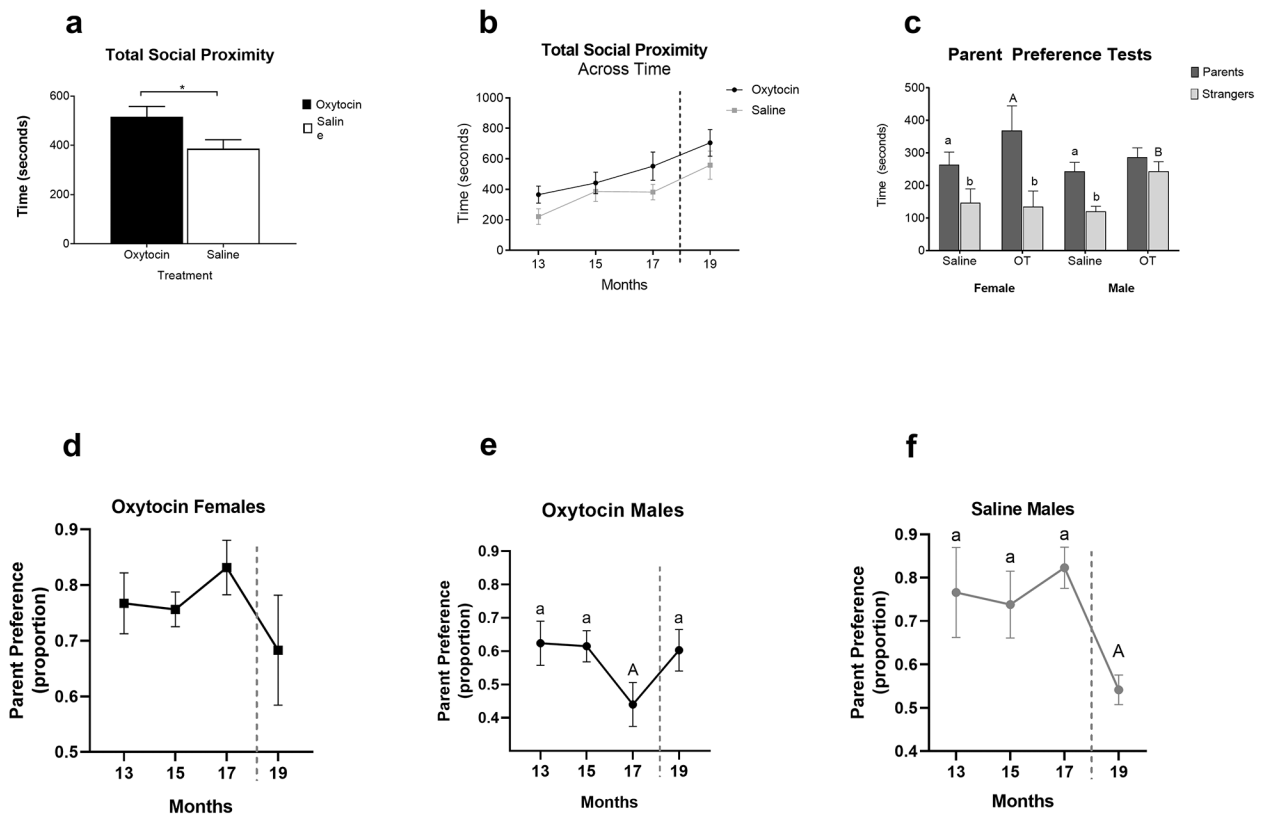 a
Total Social Proximity
Time (seconds)
600
400
200
0
*
Oxytocin
Saline
Treatment
Oxytocin
Salin
e
b
Total Social Proximity
Across Time
Time (seconds)
1000
800
600
400
200
0
13
15
17
19
Months
Oxytocin
Saline
c
Parent Preference Tests
Time (seconds)
500
400
300
200
100
0
a
b
A
b
a
b
B
Saline
OT
Saline
OT
Female
Male
Parents
Strangers
d
Oxytocin Females
Parent Preference
(proportion)
0.9
0.8
0.7
0.6
0.5
13
15
17
19
Months
e
Oxytocin Males
Parent Preference
(proportion)
0.9
0.8
0.7
0.6
0.5
0.4
a
a
A
a
13
15
17
19
Months
f
Saline Males
Parent Preference
(proportion)
0.9
0.8
0.7
0.6
0.5
0.4
a
a
a
A
13
15
17
19
Months